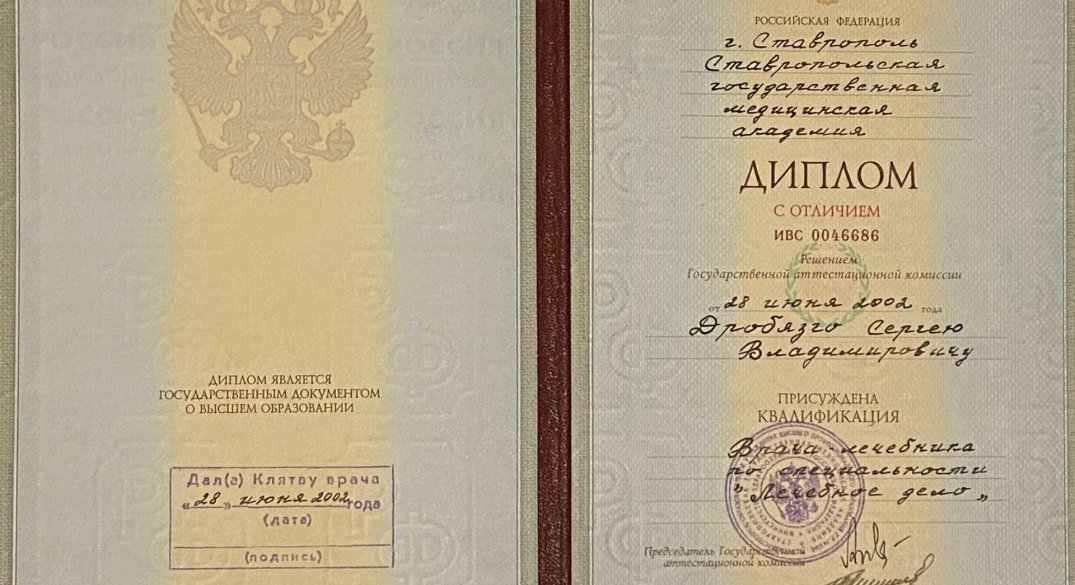 ДИПЛОМ ЯВЛЯЕТСЯ
ГОСУДАРСТВЕННЫМ ДОКУМЕНТОМ
О ВЫСШЕМ ОБРАЗОВАНИИ
Дал(а) Клятву врача
«28» июня 2002 года
(дата)
(подпись)
РОССИЙСКАЯ ФЕДЕРАЦИЯ
г. Ставрополь
Ставропольская
государственная
медицинская
академия
ДИПЛОМ
С ОТЛИЧИЕМ
ИВС 0046686
Решением
Государственной аттестационной комиссии
от 28 июня 2002 года
Дробязго Сергею
Владимировичу
ПРИСУЖДЕНА
КВАЛИФИКАЦИЯ
Врача лечебника
по специальности
"Лечебное дело"
Председатель Государственной
аттестационной комиссии